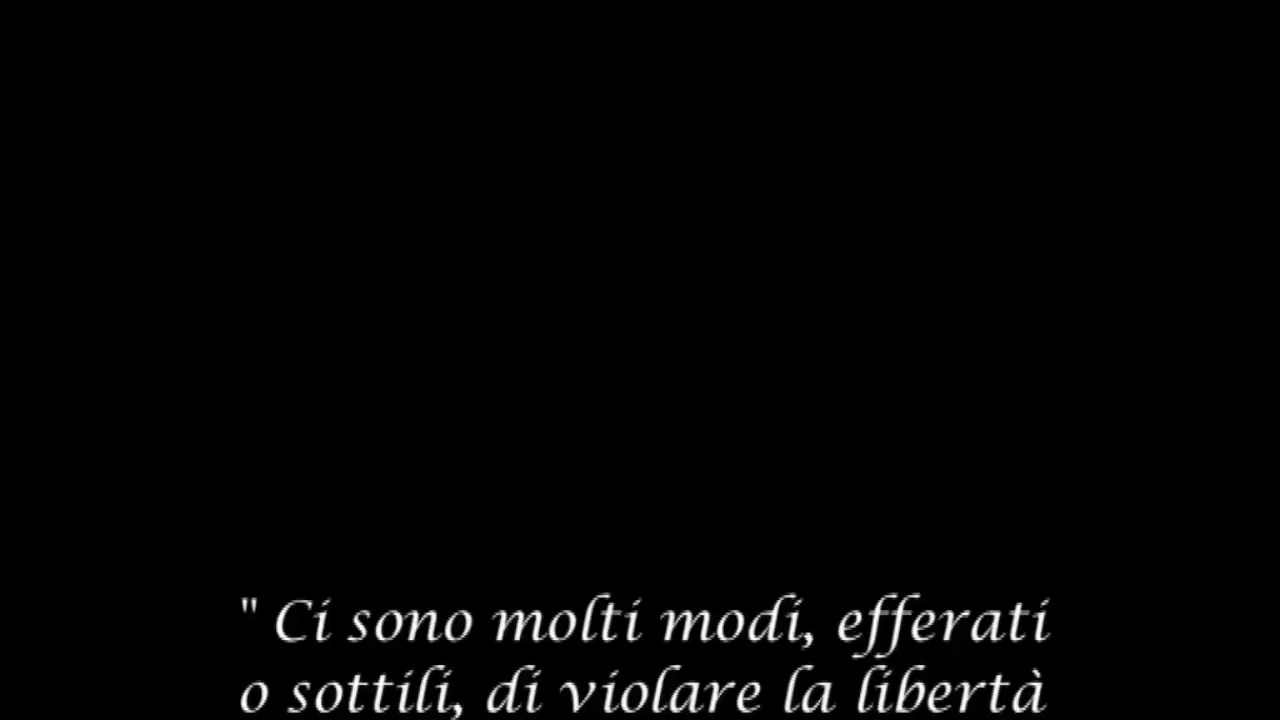 " Ci sono molti modi, efferati
o sottili, di violare la libertà